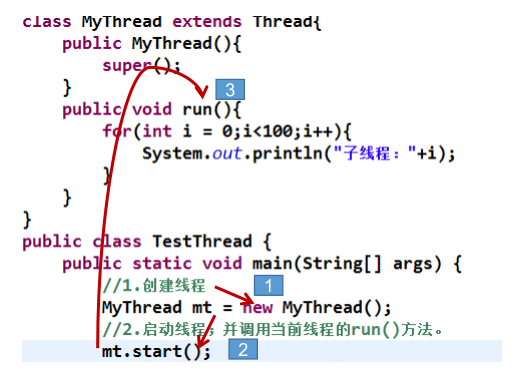 class MyThread extends Thread{
public MyThread(){
super();
}
3
public void run(){
for(int i = 0;i<100;i++){
System.out.println("子线程："+i);
}
}
}
public class TestThread {
public static void main(String[] args) {
//1.创建线程 1
MyThread mt = new MyThread();
//2.启动线程；并调用当前线程的run()方法。
mt.start(); 2